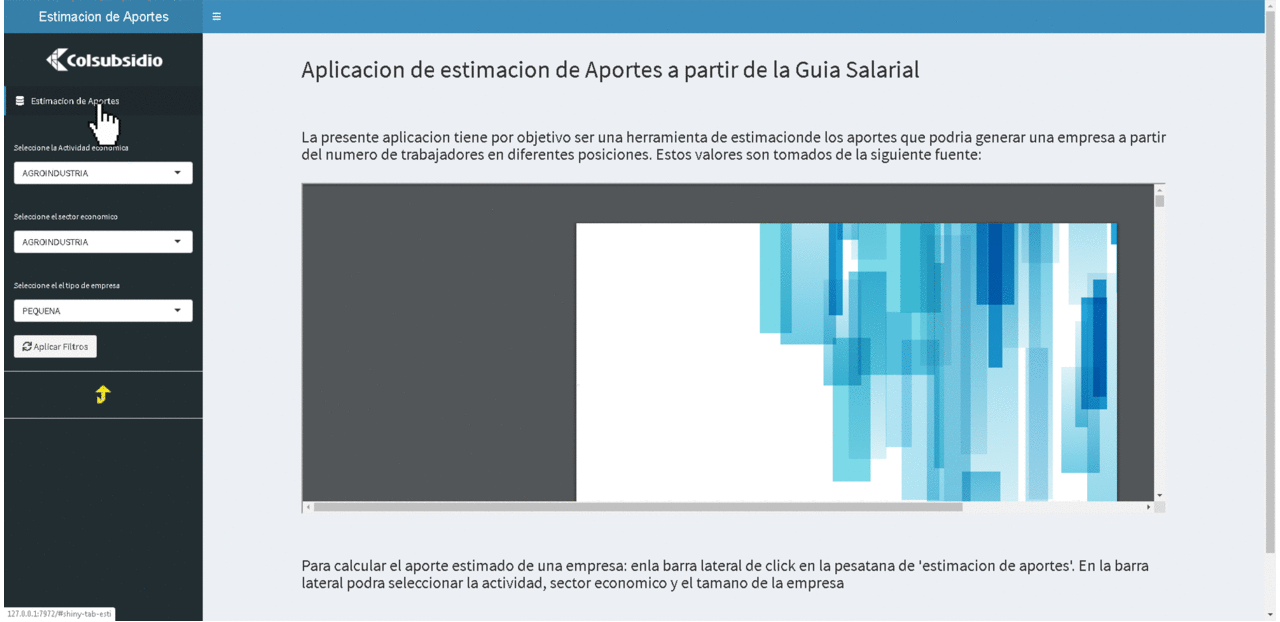 Estimacion de Aportes
Colsubsidio
Estimacion de Aportes
Seleccione la Actividad economica
AGROINDUSTRIA
Seleccione el sector economico
AGROINDUSTRIA
Seleccione el el tipo de empresa
PEQUENA
Aplicar Filtros
Aplicacion de estimacion de Aportes a partir de la Guia Salarial
La presente aplicacion tiene por objetivo ser una herramienta de estimacionde los aportes que podria generar una empresa a partir
del numero de trabajadores en diferentes posiciones. Estos valores son tomados de la siguiente fuente:
Para calcular el aporte estimado de una empresa: enla barra lateral de click en la pesatana de 'estimacion de aportes'. En la barra
lateral podra seleccionar la actividad, sector economico y el tamano de la empresa
127.0.0.1:7972/#shiny-tab-esti